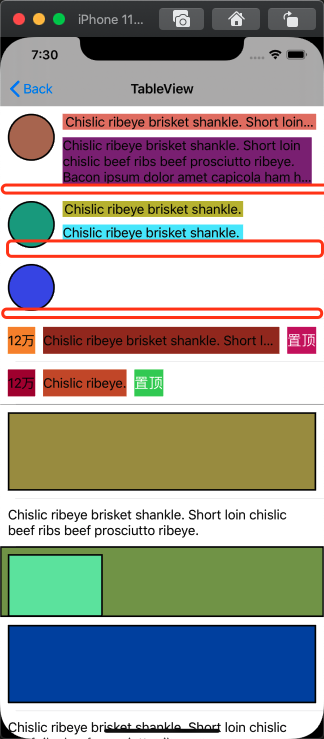 iPhone 11...
7:30
Back
TableView
Chislic ribeye brisket shankle. Short loin...
Chislic ribeye brisket shankle. Short loin
chislic beef ribs beef prosciutto ribeye.
Bacon ipsum dolor amet capicola ham h...
Chislic ribeye brisket shankle.
Chislic ribeye brisket shankle.
12万 Chislic ribeye brisket shankle. Short l... 置顶
12万 Chislic ribeye. 置顶
Chislic ribeye brisket shankle. Short loin chislic
beef ribs beef prosciutto ribeye.
Chislic ribeye brisket shankle. Short loin chislic